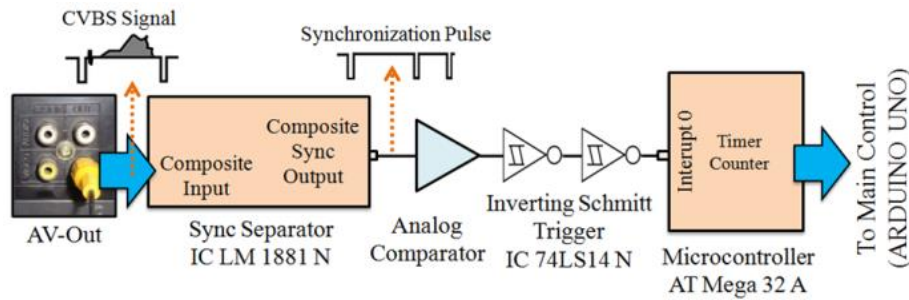 CVBS Signal
Synchronization Pulse
Composite
Sync
Output
Composite
Input
Interupt 0
Timer
Counter
To Main Control
(ARDUINO UNO)
AV-Out
Sync Separator
IC LM 1881 N
Analog
Comparator
Inverting Schmitt
Trigger
IC 74LS14 N
Microcontroller
AT Mega 32 A